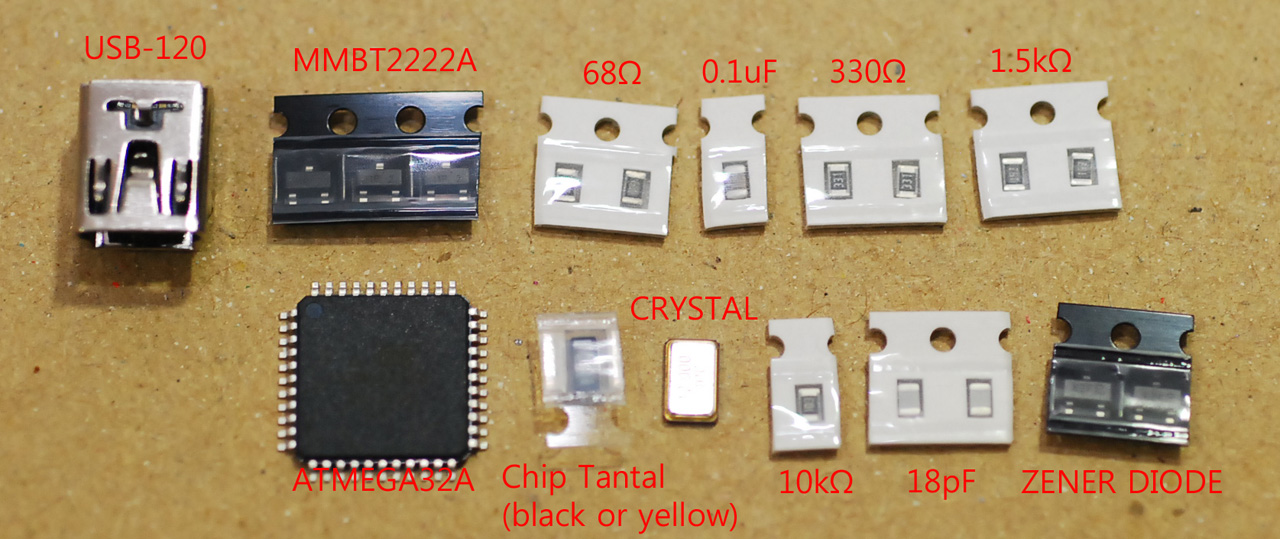 USB-120
MMBT2222A
68Ω
0.1uF
330Ω
1.5kΩ
CRYSTAL
ATMEGA32A
Chip Tantal
(black or yellow)
10kΩ
18pF
ZENER DIODE